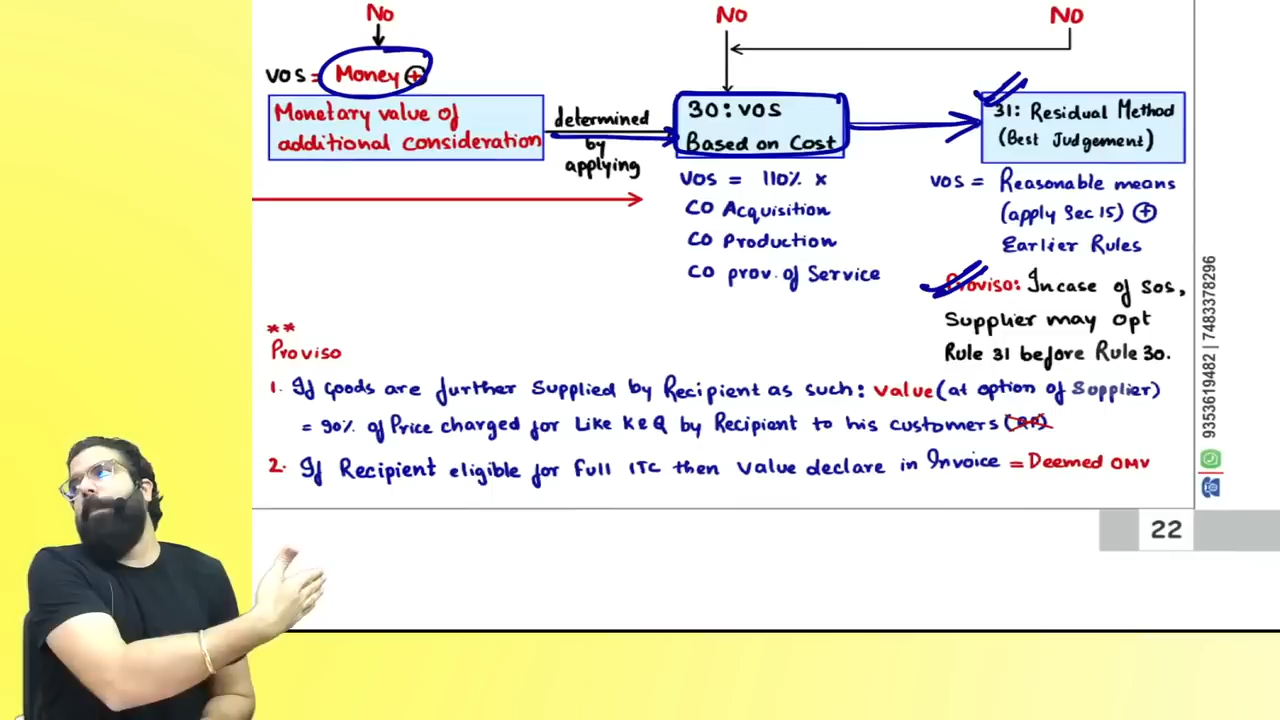 No
No
NO
VOS = Money ⊕
Monetary value of
additional consideration
determined
by
applying
30: VOS
Based on Cost
31: Residual Method
(Best Judgement)
VOS = 110% x
CO Acquisition
CO Production
CO prov. of Service
VOS = Reasonable means
(apply Sec 15) ⊕
Earlier Rules
Proviso: Incase of SOS,
Supplier may opt
Rule 31 before Rule 30.
**
Proviso
1. If Goods are further Supplied by Recipient as such: Value (at option of Supplier)
= 90% of Price charged for Like K&Q by Recipient to his customers
2. If Recipient eligible for full ITC then Value declare in Invoice = Deemed OMV
9353619482 | 7483378296
22